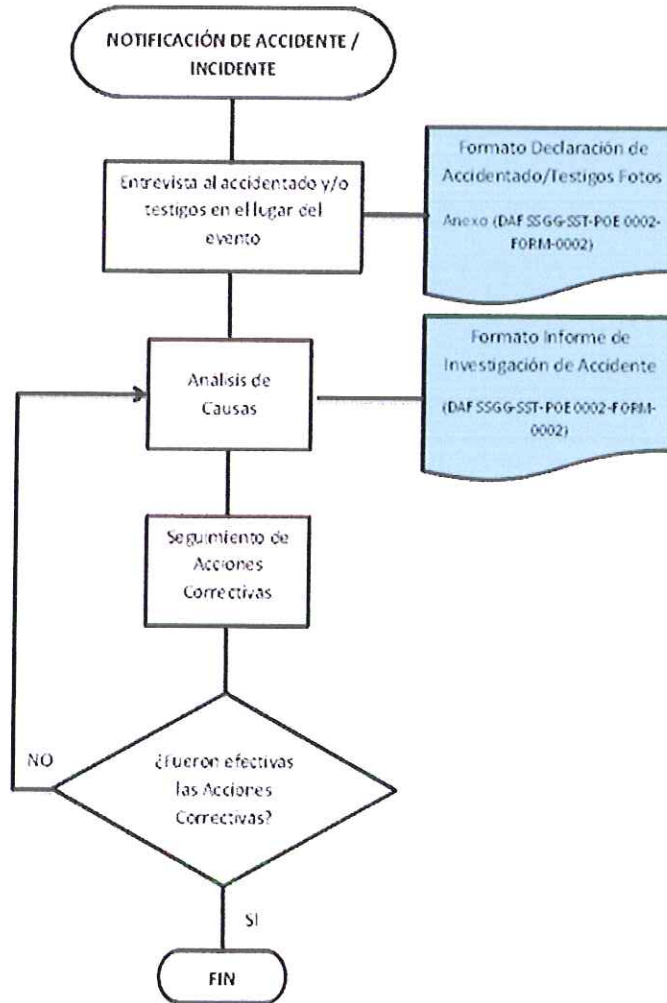 NOTIFICACIÓN DE ACCIDENTE /
INCIDENTE
Entrevista al accidentado y/o
testigos en el lugar del
evento
Formato Declaración de
Accidentado/Testigos Fotos
Anexo (DAF SSGG-SST-POE 0002-
FORM-0002)
Analisis de
Causas
Formato Informe de
Investigación de Accidente
(DAF SSGG-SST-POE 0002-FORM-
0002)
Seguimiento de
Acciones
Correctivas
¿Fueron efectivas
las Acciones
Correctivas?
NO
SI
FIN